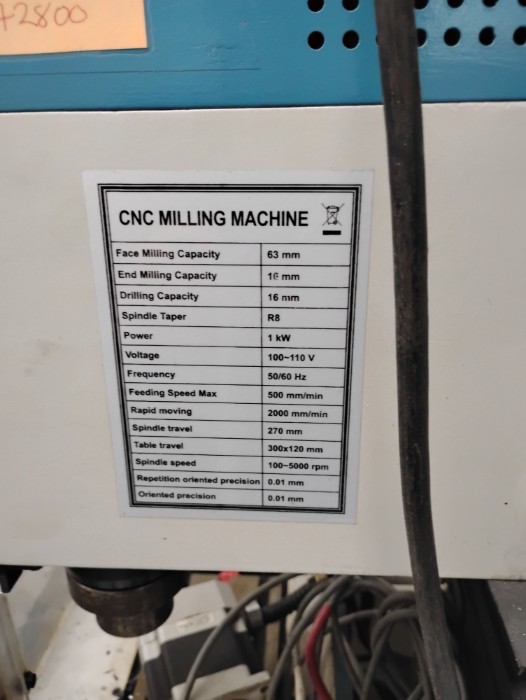 2800
CNC MILLING MACHINE
Face Milling Capacity 63 mm
End Milling Capacity 16 mm
Drilling Capacity 16 mm
Spindle Taper R8
Power 1 kW
Voltage 100~110 V
Frequency 50/60 Hz
Feeding Speed Max 500 mm/min
Rapid moving 2000 mm/min
Spindle travel 270 mm
Table travel 300x120 mm
Spindle speed 100~5000 rpm
Repetition oriented precision 0.01 mm
Oriented precision 0.01 mm